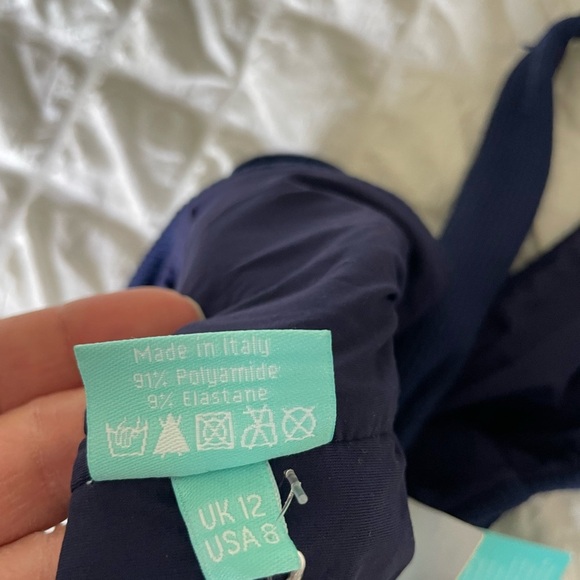 Made in Italy
91% Polyamide
9% Elastane
UK 12
USA 8